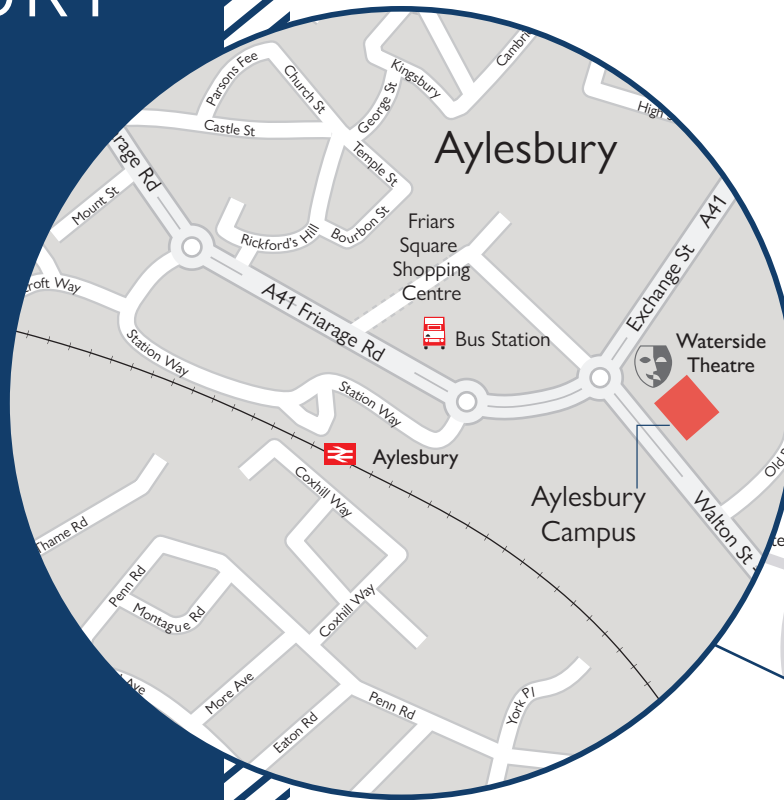 Parsons Fee
Church St
Castle St
Kingsbury
George St
Temple St
Bourbon St
Rickford's Hill
Mount St
Aylesbury
Friars
Square
Shopping
Centre
Bus Station
A41 Friarage Rd
Exchange St
A41
Waterside
Theatre
Station Way
Station Way
Aylesbury
Aylesbury
Campus
Walton St
Coxhill Way
Coxhill Way
Thame Rd
Penn Rd
Montague Rd
More Ave
Eaton Rd
Penn Rd
York Pl
Way
Ave
Rd
High
Old